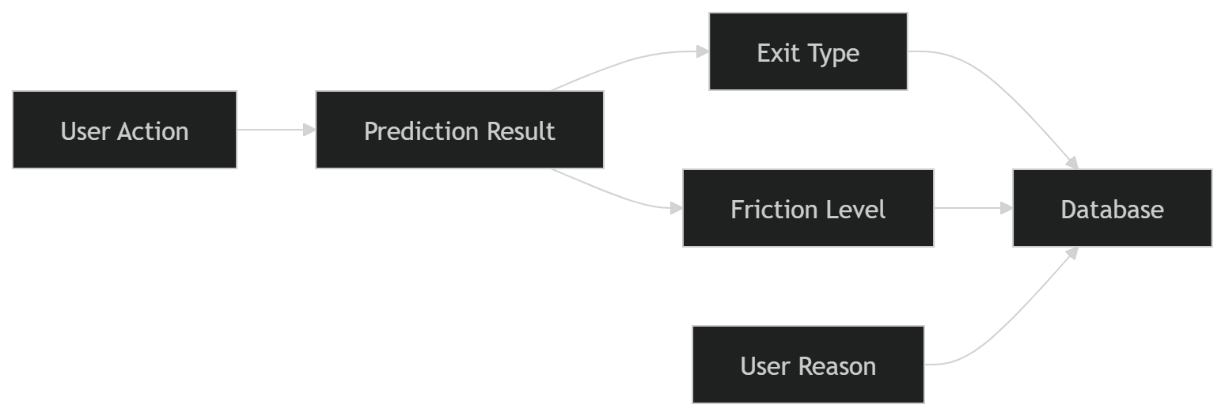 Exit Type
User Action
Prediction Result
Friction Level
Database
User Reason